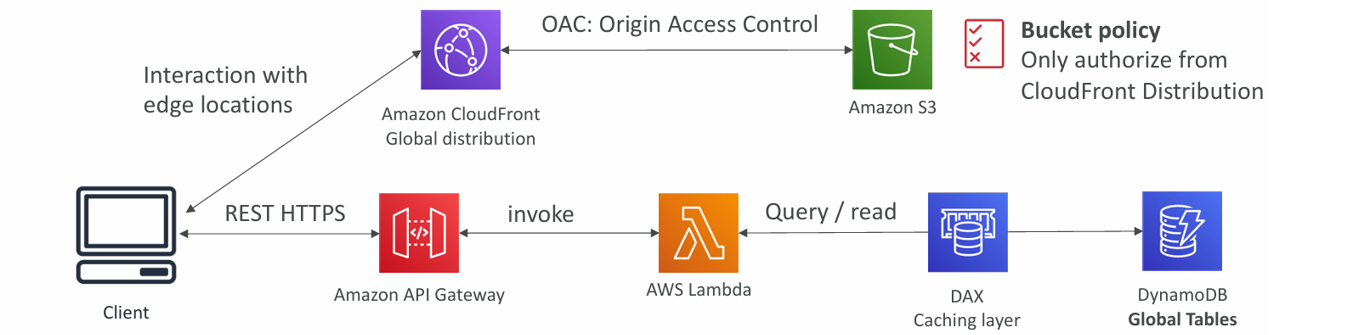 OAC: Origin Access Control
Bucket policy
Only authorize from
CloudFront Distribution
Interaction with
edge locations
Amazon CloudFront
Global distribution
Amazon S3
REST HTTPS
invoke
Query / read
</>
Amazon API Gateway
AWS Lambda
DAX
Caching layer
DynamoDB
Global Tables
Client